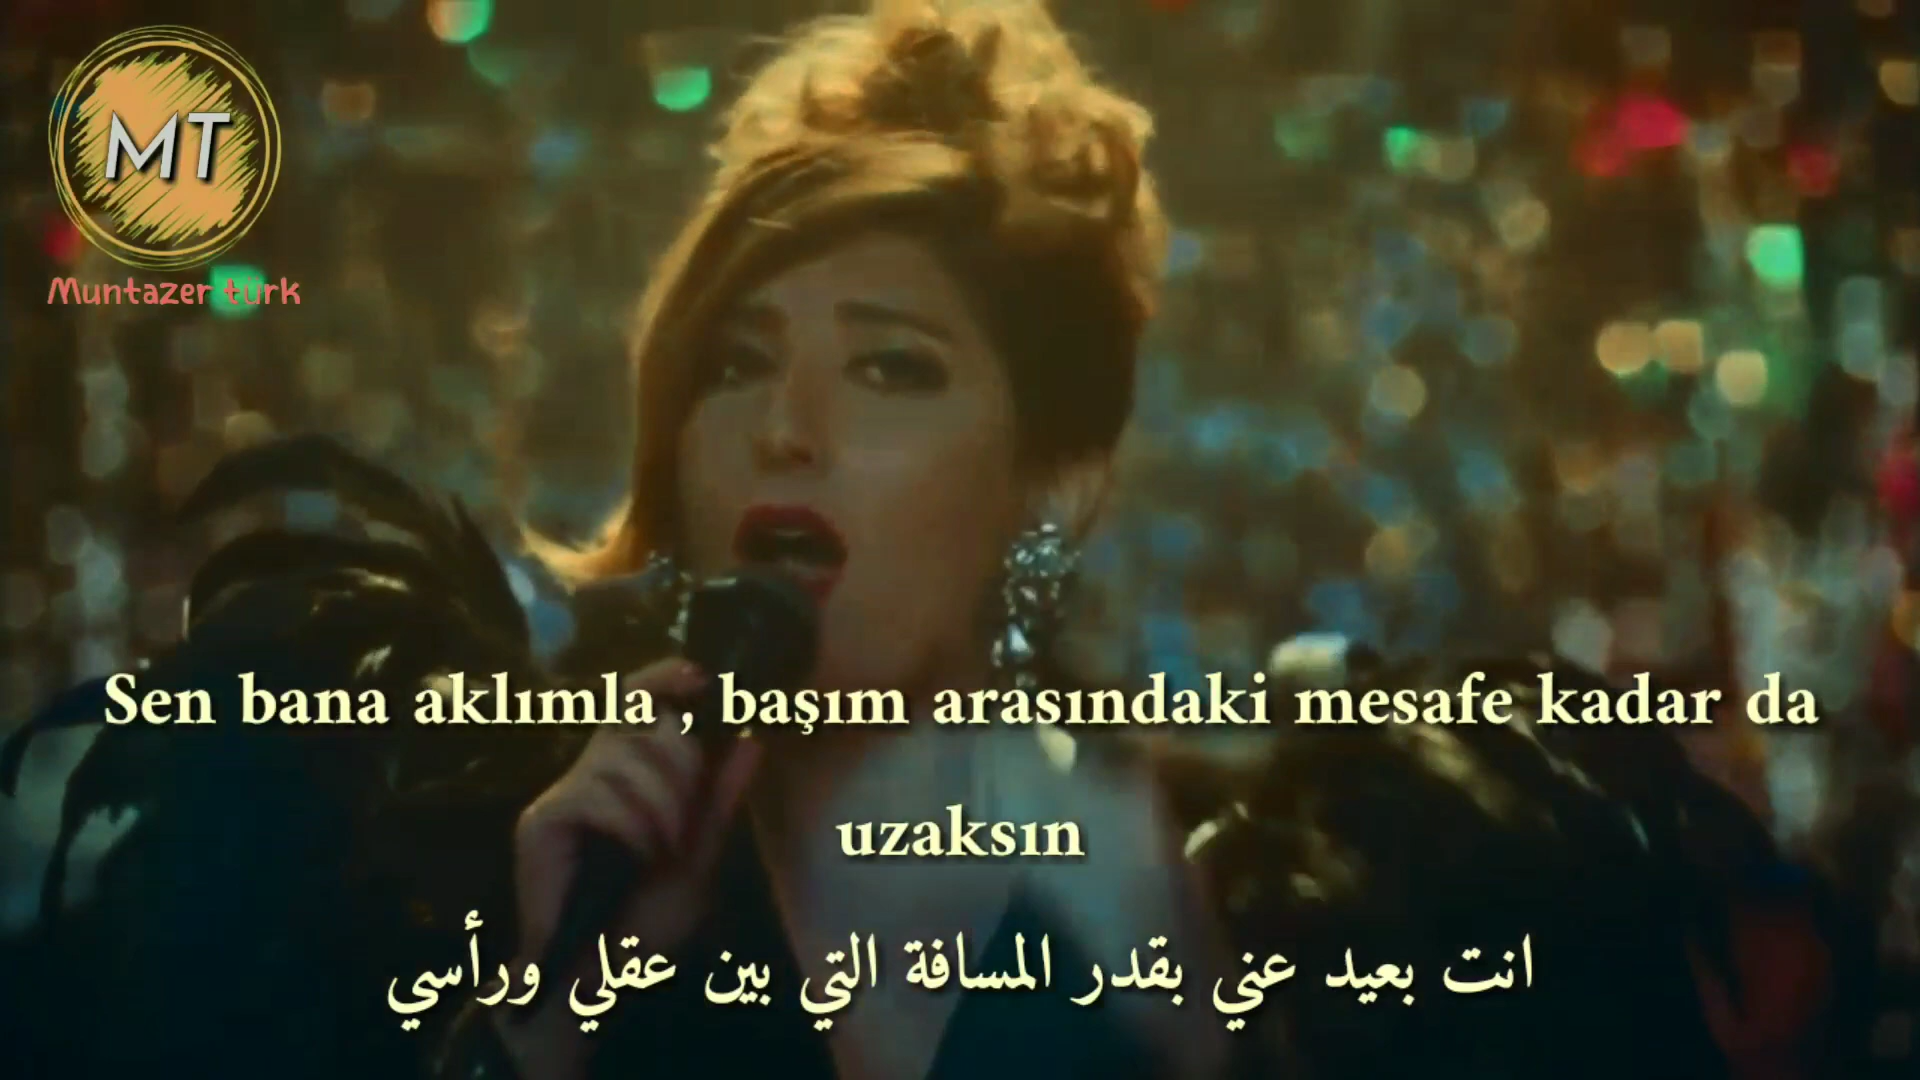 MT
Muntazer türk
Sen bana aklımla , başım arasındaki mesafe kadar da
uzaksın
انت بعيد عني بقدر المسافة التي بين عقلي ورأسي